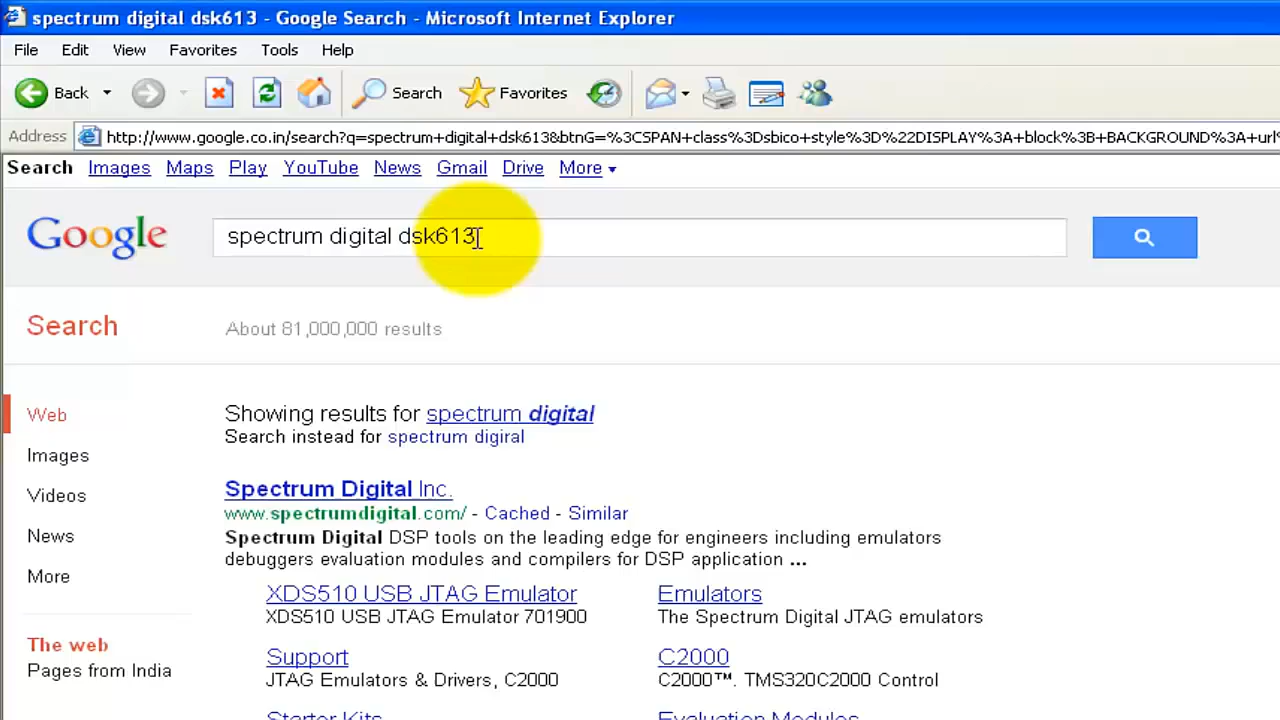 spectrum digital dsk613 - Google Search - Microsoft Internet Explorer
File Edit View Favorites Tools Help
Back Search Favorites
Address http://www.google.co.in/search?q=spectrum+digital+dsk613&btnG=%3CSPAN+class%3Dsbico+style%3D%22DISPLAY%3A+block%3B+BACKGROUND%3A+url
Search Images Maps Play YouTube News Gmail Drive More
Google spectrum digital dsk613
Search About 81,000,000 results
Web
Images
Videos
News
More
The web
Pages from India
Showing results for spectrum digital
Search instead for spectrum digiral
Spectrum Digital Inc.
www.spectrumdigital.com/ - Cached - Similar
Spectrum Digital DSP tools on the leading edge for engineers including emulators
debuggers evaluation modules and compilers for DSP application ...
XDS510 USB JTAG Emulator
XDS510 USB JTAG Emulator 701900
Emulators
The Spectrum Digital JTAG emulators
Support
JTAG Emulators & Drivers, C2000
C2000
C2000™. TMS320C2000 Control
Starter Kits
Evaluation Modules